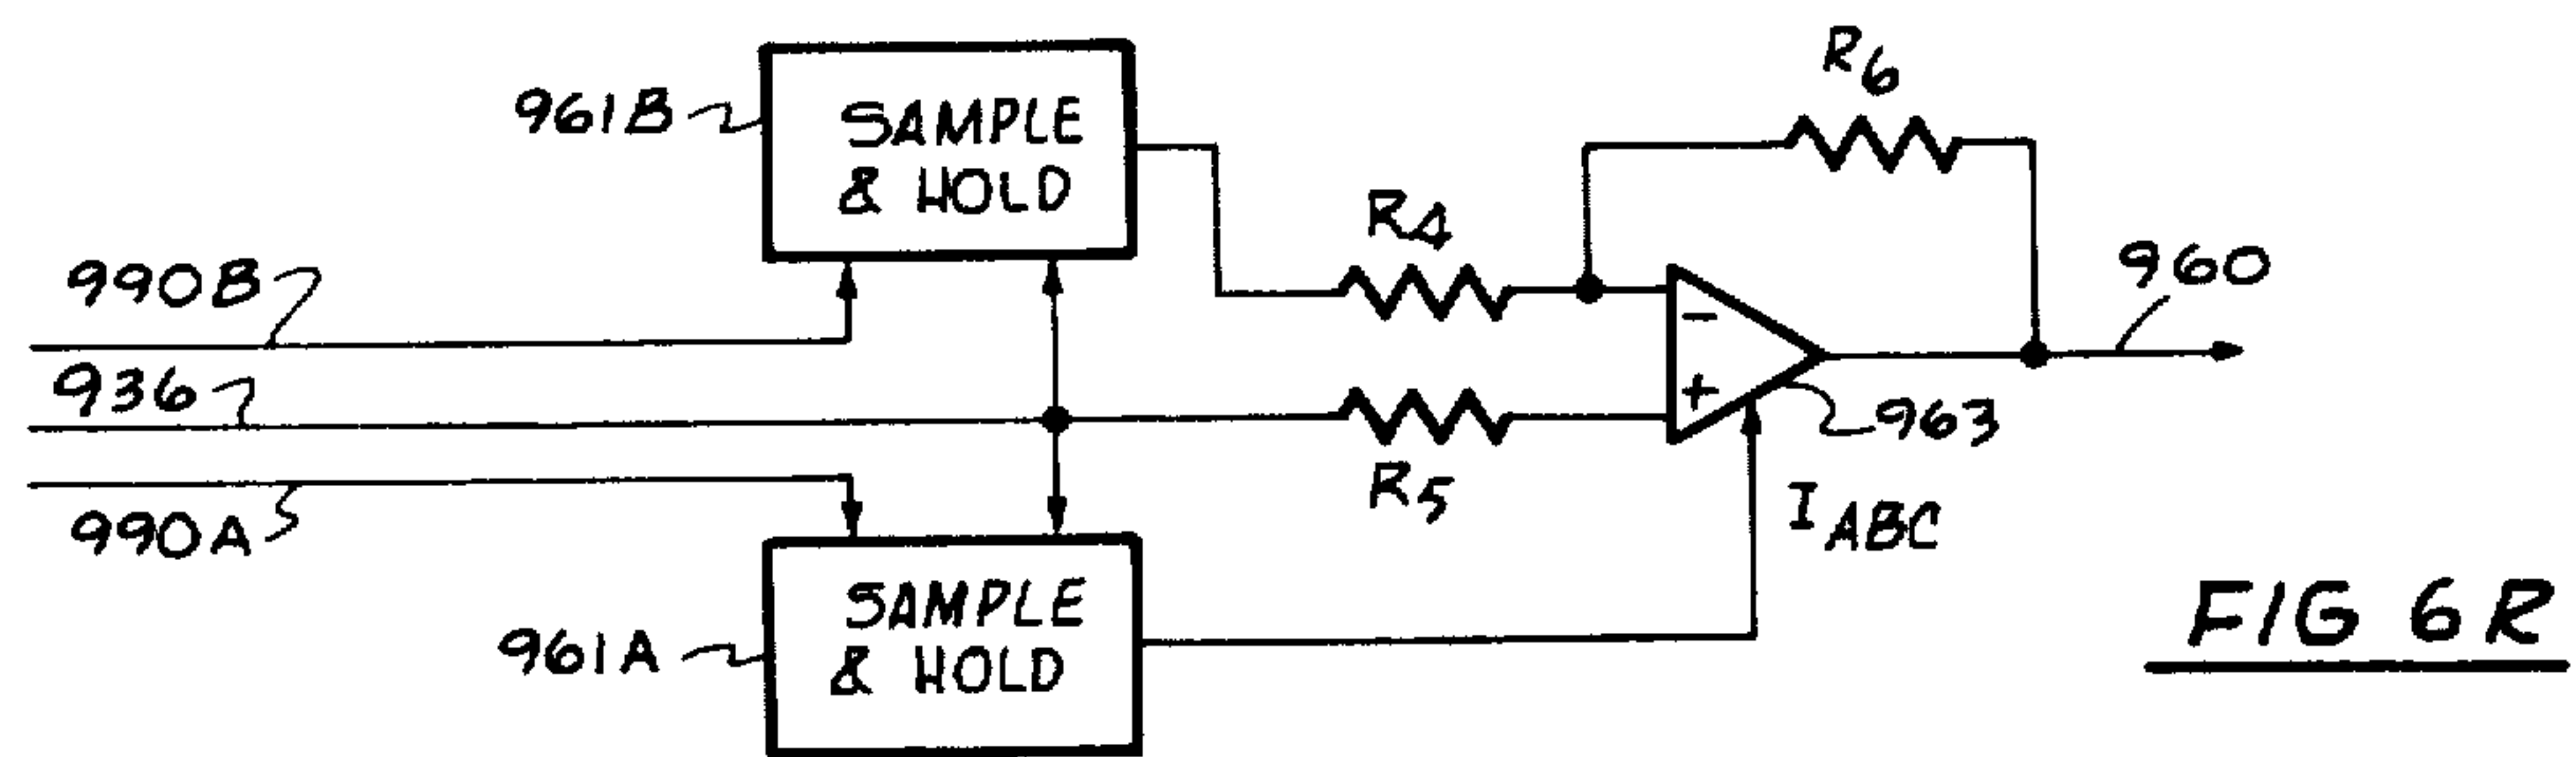 R6
961B
SAMPLE
& HOLD
R4
990B
960
936
-
+
963
990A
R5
IABC
961A
SAMPLE
& HOLD
FIG 6R